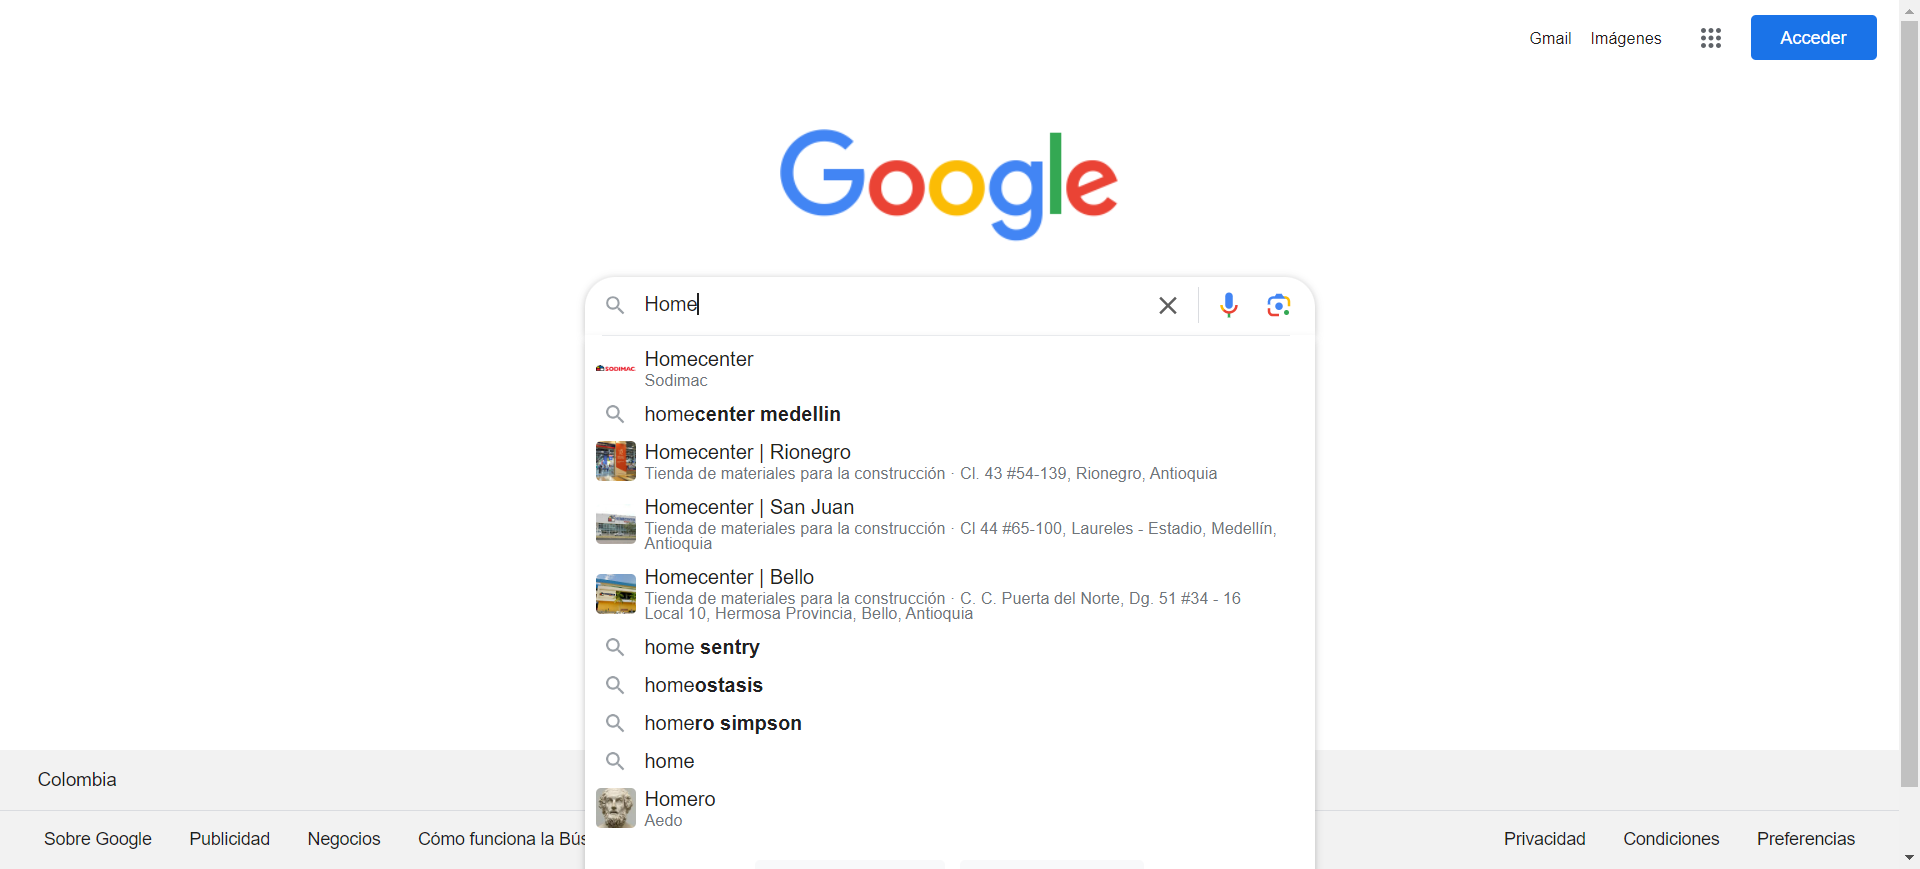 Gmail Imágenes Acceder
Google
Home
Homecenter
SODIMAC
Sodimac
homecenter medellin
Homecenter | Rionegro
Tienda de materiales para la construcción · Cl. 43 #54-139, Rionegro, Antioquia
Homecenter | San Juan
Tienda de materiales para la construcción · Cl 44 #65-100, Laureles - Estadio, Medellín,
Antioquia
Homecenter | Bello
Tienda de materiales para la construcción · C. C. Puerta del Norte, Dg. 51 #34 - 16
Local 10, Hermosa Provincia, Bello, Antioquia
home sentry
homeostasis
homero simpson
home
Homero
Aedo
Colombia
Sobre Google Publicidad Negocios Cómo funciona la Bús Privacidad Condiciones Preferencias